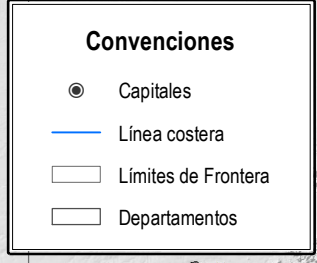 Convenciones
Capitales
Línea costera
Límites de Frontera
Departamentos